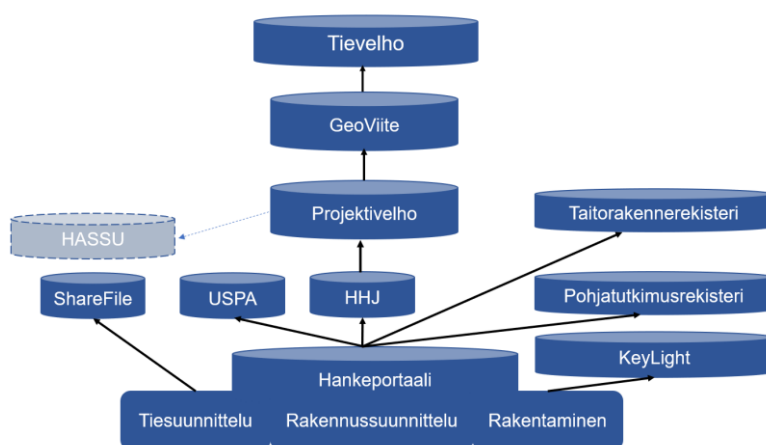 Tievelho
GeoViite
Projektivelho
Taitorakennerekisteri
HASSU
ShareFile
USPA
HHJ
Pohjatutkimusrekisteri
KeyLight
Hankeportaali
Tiesuunnittelu
Rakennussuunnittelu
Rakentaminen